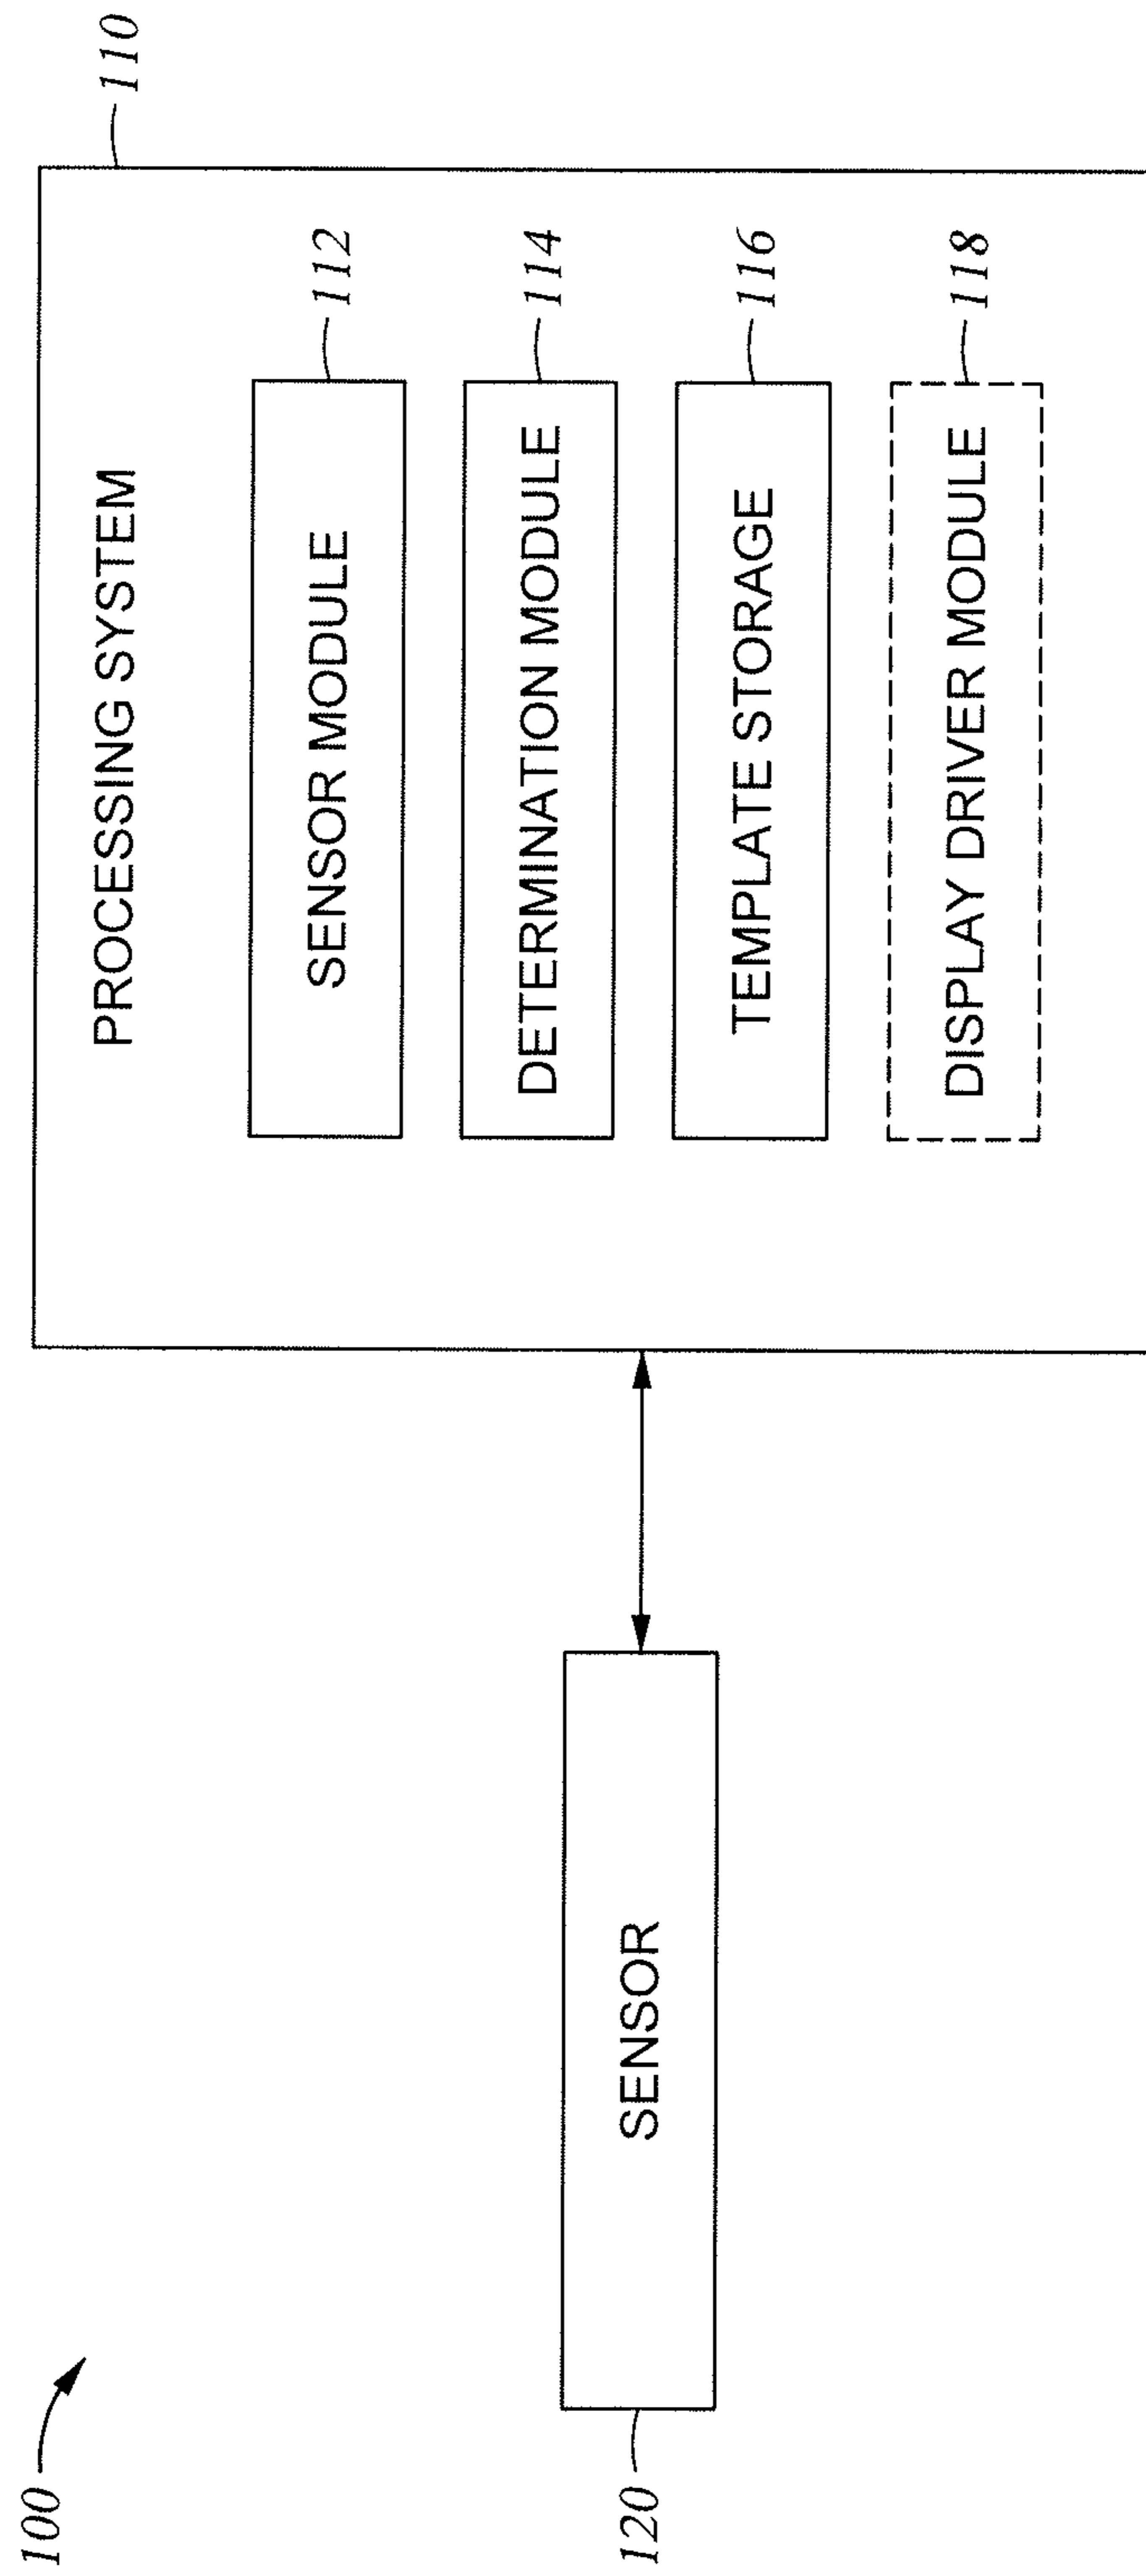 100
110
PROCESSING SYSTEM
SENSOR MODULE
112
DETERMINATION MODULE
114
TEMPLATE STORAGE
116
DISPLAY DRIVER MODULE
118
SENSOR
120